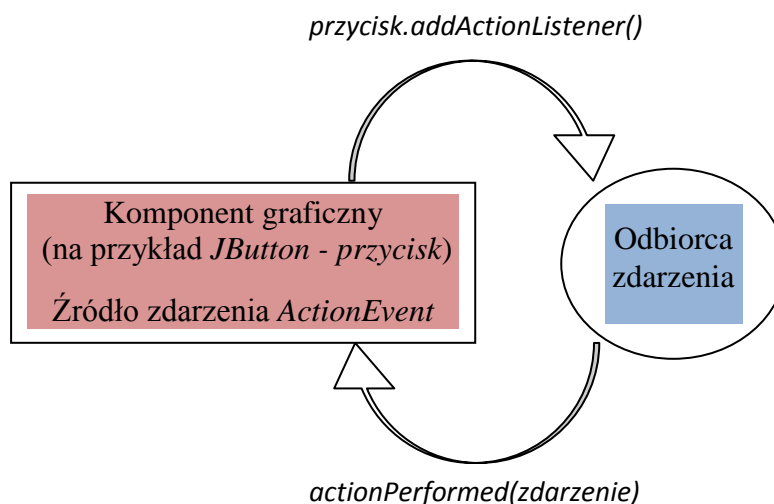 przycisk.addActionListener()
Komponent graficzny
(na przykład JButton - przycisk)
Źródło zdarzenia ActionEvent
Odbiorca
zdarzenia
actionPerformed(zdarzenie)